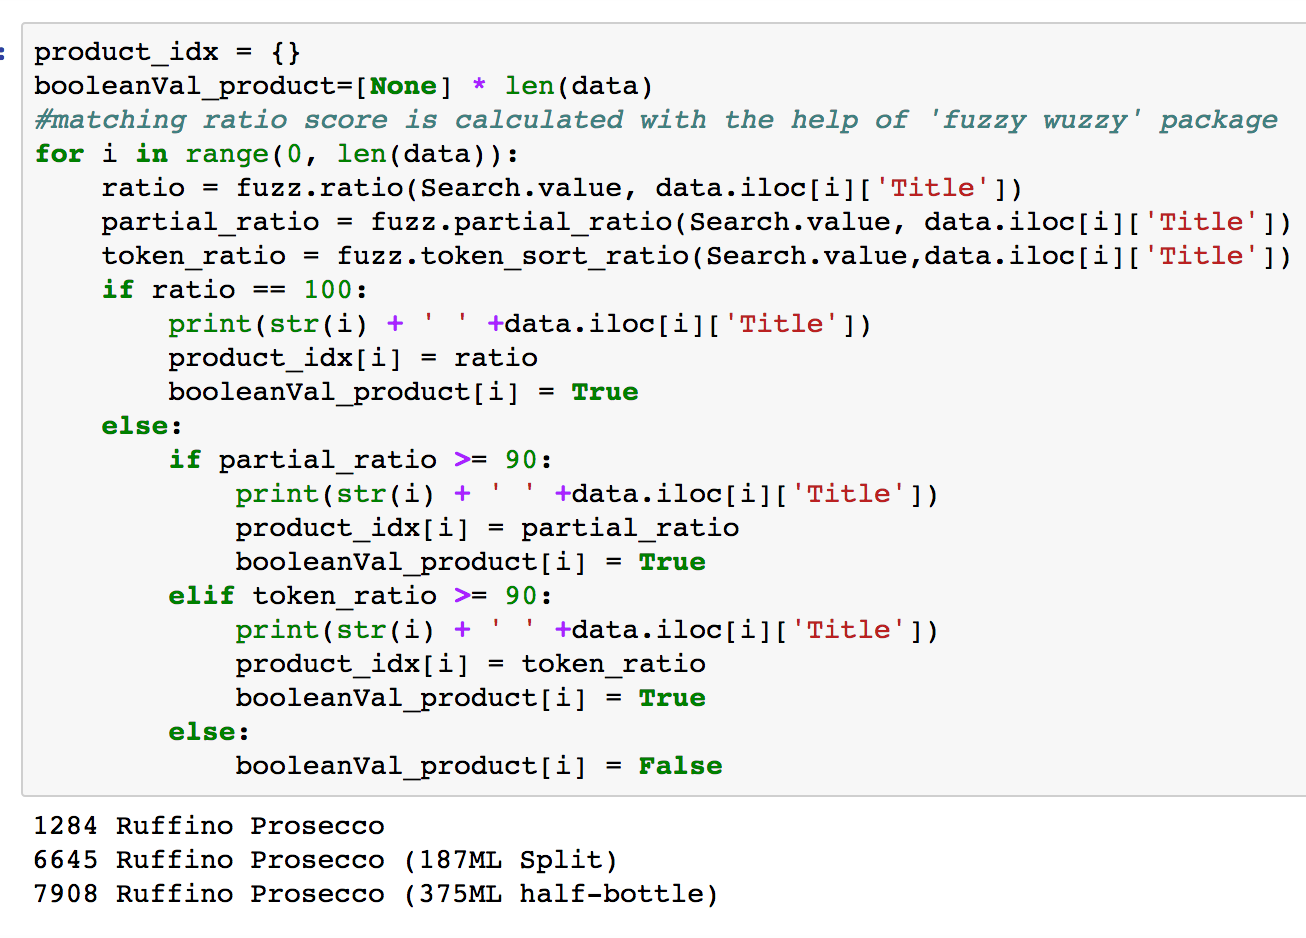 :
product_idx = {}
booleanVal_product=[None] * len(data)
#matching ratio score is calculated with the help of 'fuzzy wuzzy' package
for i in range(0, len(data)):
    ratio = fuzz.ratio(Search.value, data.iloc[i]['Title'])
    partial_ratio = fuzz.partial_ratio(Search.value, data.iloc[i]['Title'])
    token_ratio = fuzz.token_sort_ratio(Search.value,data.iloc[i]['Title'])
    if ratio == 100:
        print(str(i) + ' ' +data.iloc[i]['Title'])
        product_idx[i] = ratio
        booleanVal_product[i] = True
    else:
        if partial_ratio >= 90:
            print(str(i) + ' ' +data.iloc[i]['Title'])
            product_idx[i] = partial_ratio
            booleanVal_product[i] = True
        elif token_ratio >= 90:
            print(str(i) + ' ' +data.iloc[i]['Title'])
            product_idx[i] = token_ratio
            booleanVal_product[i] = True
        else:
            booleanVal_product[i] = False
1284 Ruffino Prosecco
6645 Ruffino Prosecco (187ML Split)
7908 Ruffino Prosecco (375ML half-bottle)